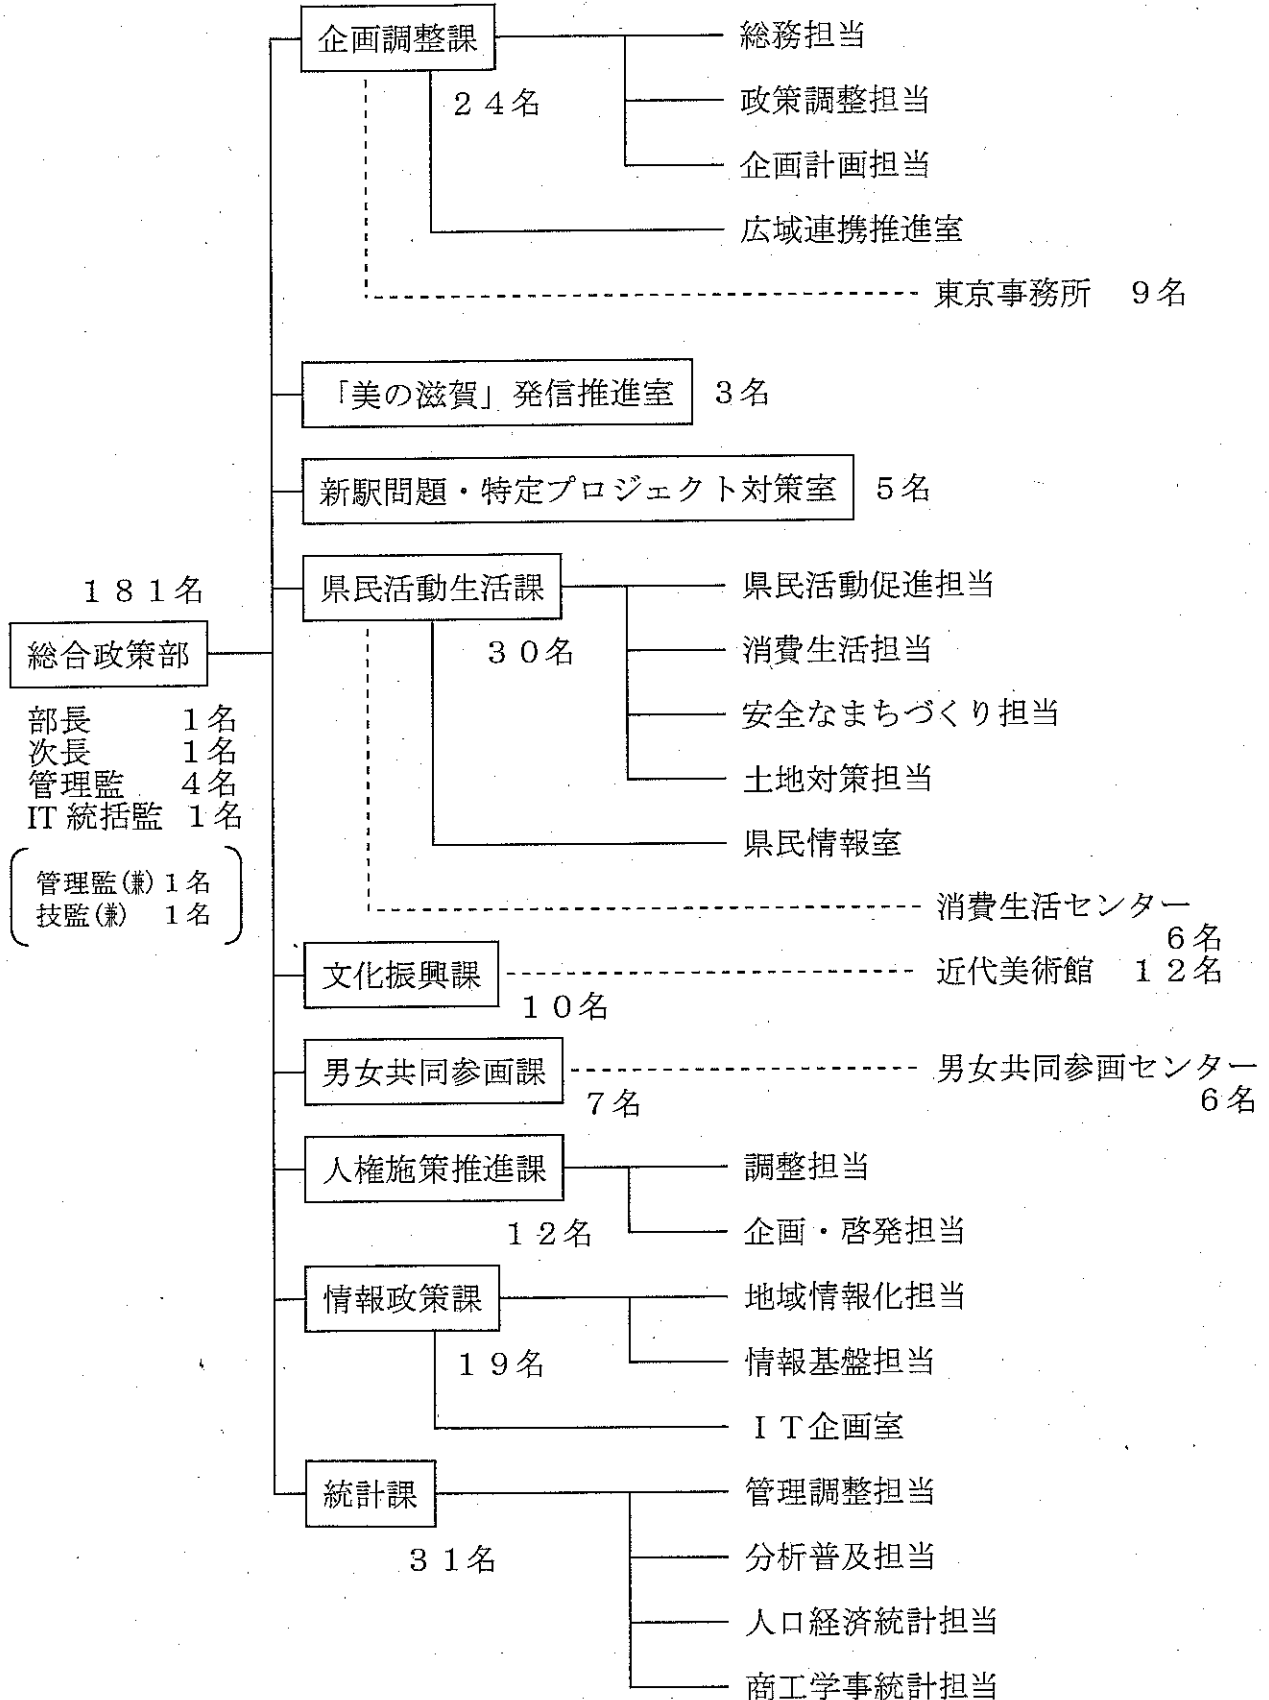 企画調整課
２４名
総務担当
政策調整担当
企画計画担当
広域連携推進室
東京事務所　９名
「美の滋賀」発信推進室　３名
新駅問題・特定プロジェクト対策室　５名
１８１名
総合政策部
部長　１名
次長　１名
管理監　４名
IT統括監　１名
管理監(兼)１名
技監(兼)　１名
県民活動生活課
３０名
県民活動促進担当
消費生活担当
安全なまちづくり担当
土地対策担当
県民情報室
消費生活センター
６名
文化振興課
１０名
近代美術館　１２名
男女共同参画課
７名
男女共同参画センター
６名
人権施策推進課
１２名
調整担当
企画・啓発担当
情報政策課
１９名
地域情報化担当
情報基盤担当
ＩＴ企画室
統計課
３１名
管理調整担当
分析普及担当
人口経済統計担当
商工学事統計担当